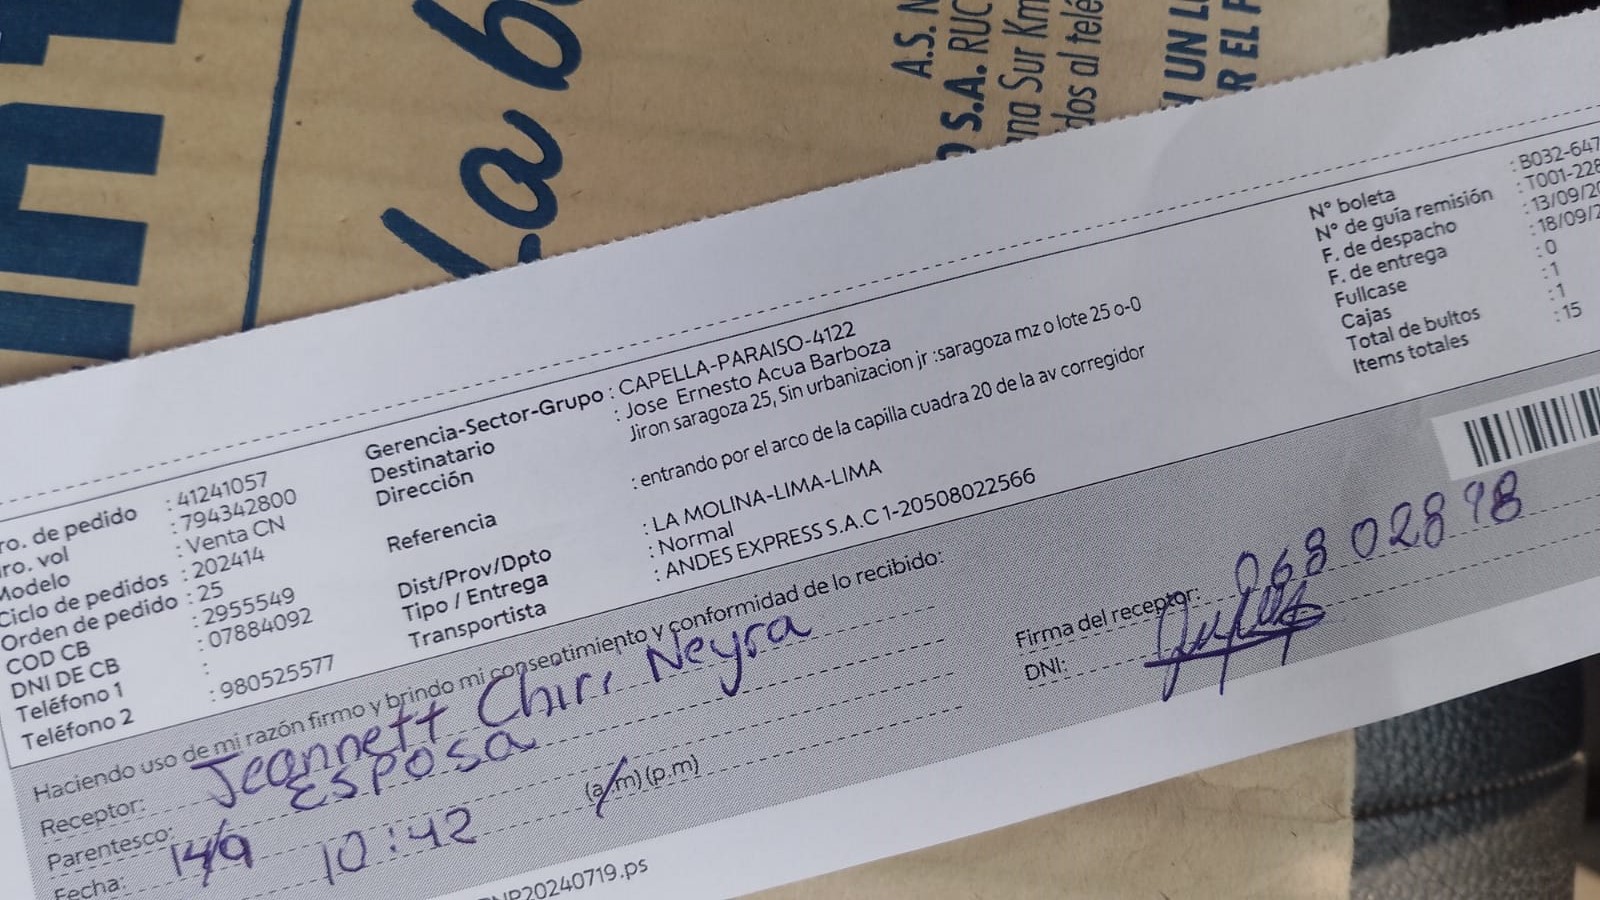 La b
A.S. N
S.A. RUC
na Sur Km
dos al telé
UN L
R EL P
ro. de pedido : 41241057
ro. vol : 794342800
Modelo : Venta CN
Ciclo de pedidos : 202414
Orden de pedido : 25
COD CB : 2955549
DNI DE CB : 07884092
Teléfono 1 :
Teléfono 2 : 980525577
Gerencia-Sector-Grupo : CAPELLA-PARAISO-4122
Destinatario : Jose Ernesto Acua Barboza
Dirección Jiron saragoza 25, Sin urbanizacion jr :saragoza mz o lote 25 o-0
Referencia : entrando por el arco de la capilla cuadra 20 de la av corregidor
Dist/Prov/Dpto : LA MOLINA-LIMA-LIMA
Tipo / Entrega : Normal
Transportista : ANDES EXPRESS S.A.C 1-20508022566
N° boleta : B032-647
N° de guía remisión : T001-228
F. de despacho : 13/09/20
F. de entrega : 18/09/2
Fullcase : 0
Cajas : 1
Total de bultos : 1
Items totales : 15
Haciendo uso de mi razón firmo y brindo mi consentimiento y conformidad de lo recibido:
Receptor: Jeannett Chiri Neyra
Parentesco: Esposa
Fecha: 14/9 10:42 (a.m) (p.m)
968 028 98
Firma del receptor:
DNI:
NP20240719.ps